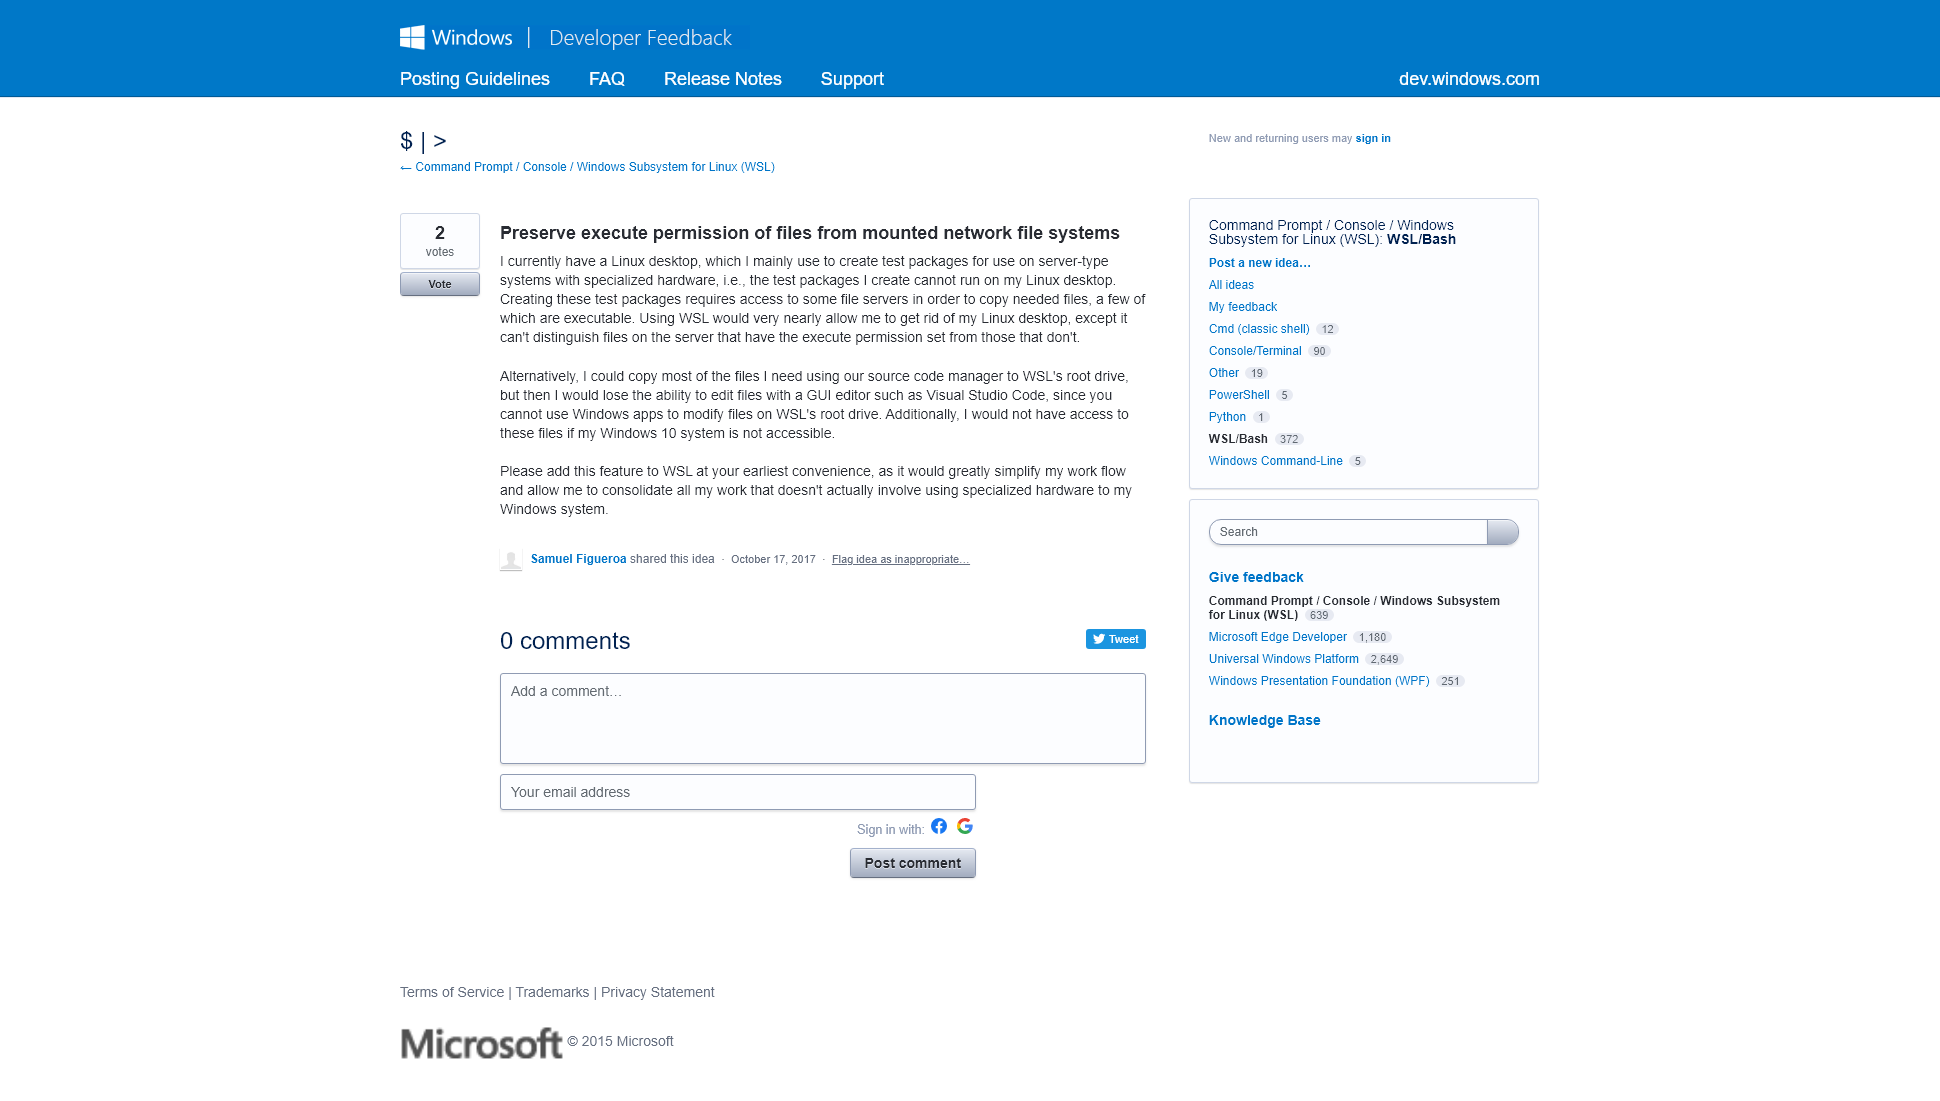 Windows | Developer Feedback
Posting Guidelines FAQ Release Notes Support dev.windows.com
$ | >
← Command Prompt / Console / Windows Subsystem for Linux (WSL)
New and returning users may sign in
2
votes
Vote
Preserve execute permission of files from mounted network file systems
I currently have a Linux desktop, which I mainly use to create test packages for use on server-type
systems with specialized hardware, i.e., the test packages I create cannot run on my Linux desktop.
Creating these test packages requires access to some file servers in order to copy needed files, a few of
which are executable. Using WSL would very nearly allow me to get rid of my Linux desktop, except it
can't distinguish files on the server that have the execute permission set from those that don't.
Alternatively, I could copy most of the files I need using our source code manager to WSL's root drive,
but then I would lose the ability to edit files with a GUI editor such as Visual Studio Code, since you
cannot use Windows apps to modify files on WSL's root drive. Additionally, I would not have access to
these files if my Windows 10 system is not accessible.
Please add this feature to WSL at your earliest convenience, as it would greatly simplify my work flow
and allow me to consolidate all my work that doesn't actually involve using specialized hardware to my
Windows system.
Samuel Figueroa shared this idea · October 17, 2017 · Flag idea as inappropriate…
0 comments
Tweet
Add a comment…
Your email address
Sign in with:
Post comment
Command Prompt / Console / Windows
Subsystem for Linux (WSL): WSL/Bash
Post a new idea…
All ideas
My feedback
Cmd (classic shell) 12
Console/Terminal 90
Other 19
PowerShell 5
Python 1
WSL/Bash 372
Windows Command-Line 5
Search
Give feedback
Command Prompt / Console / Windows Subsystem
for Linux (WSL) 639
Microsoft Edge Developer 1,180
Universal Windows Platform 2,649
Windows Presentation Foundation (WPF) 251
Knowledge Base
Terms of Service | Trademarks | Privacy Statement
Microsoft © 2015 Microsoft